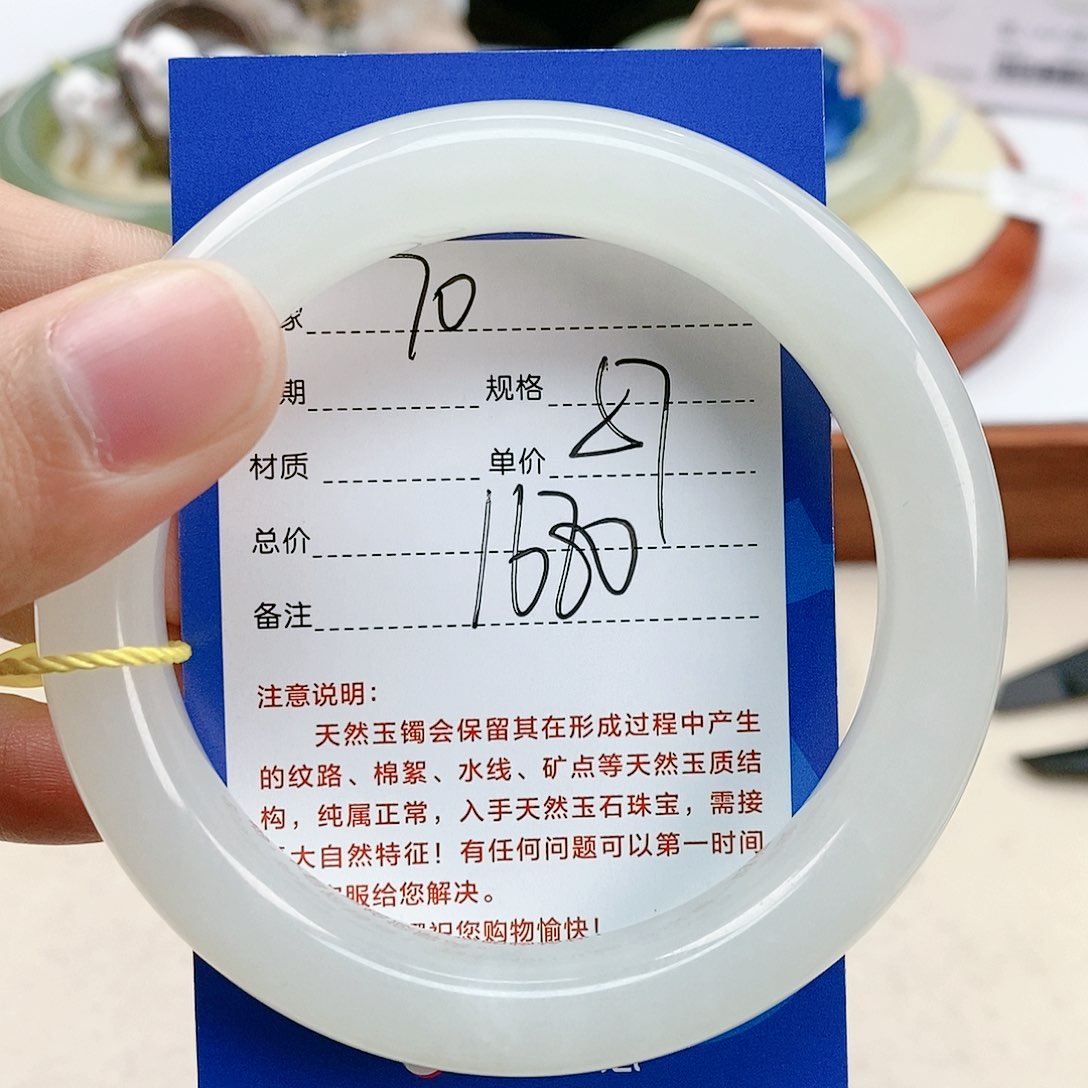 家 70
期 规格 57
材质 单价
总价 1680
备注
注意说明：
天然玉镯会保留其在形成过程中产生
的纹路、棉絮、水线、矿点等天然玉质结
构，纯属正常，入手天然玉石珠宝，需接
大自然特征！有任何问题可以第一时间
服给您解决。
祝您购物愉快！